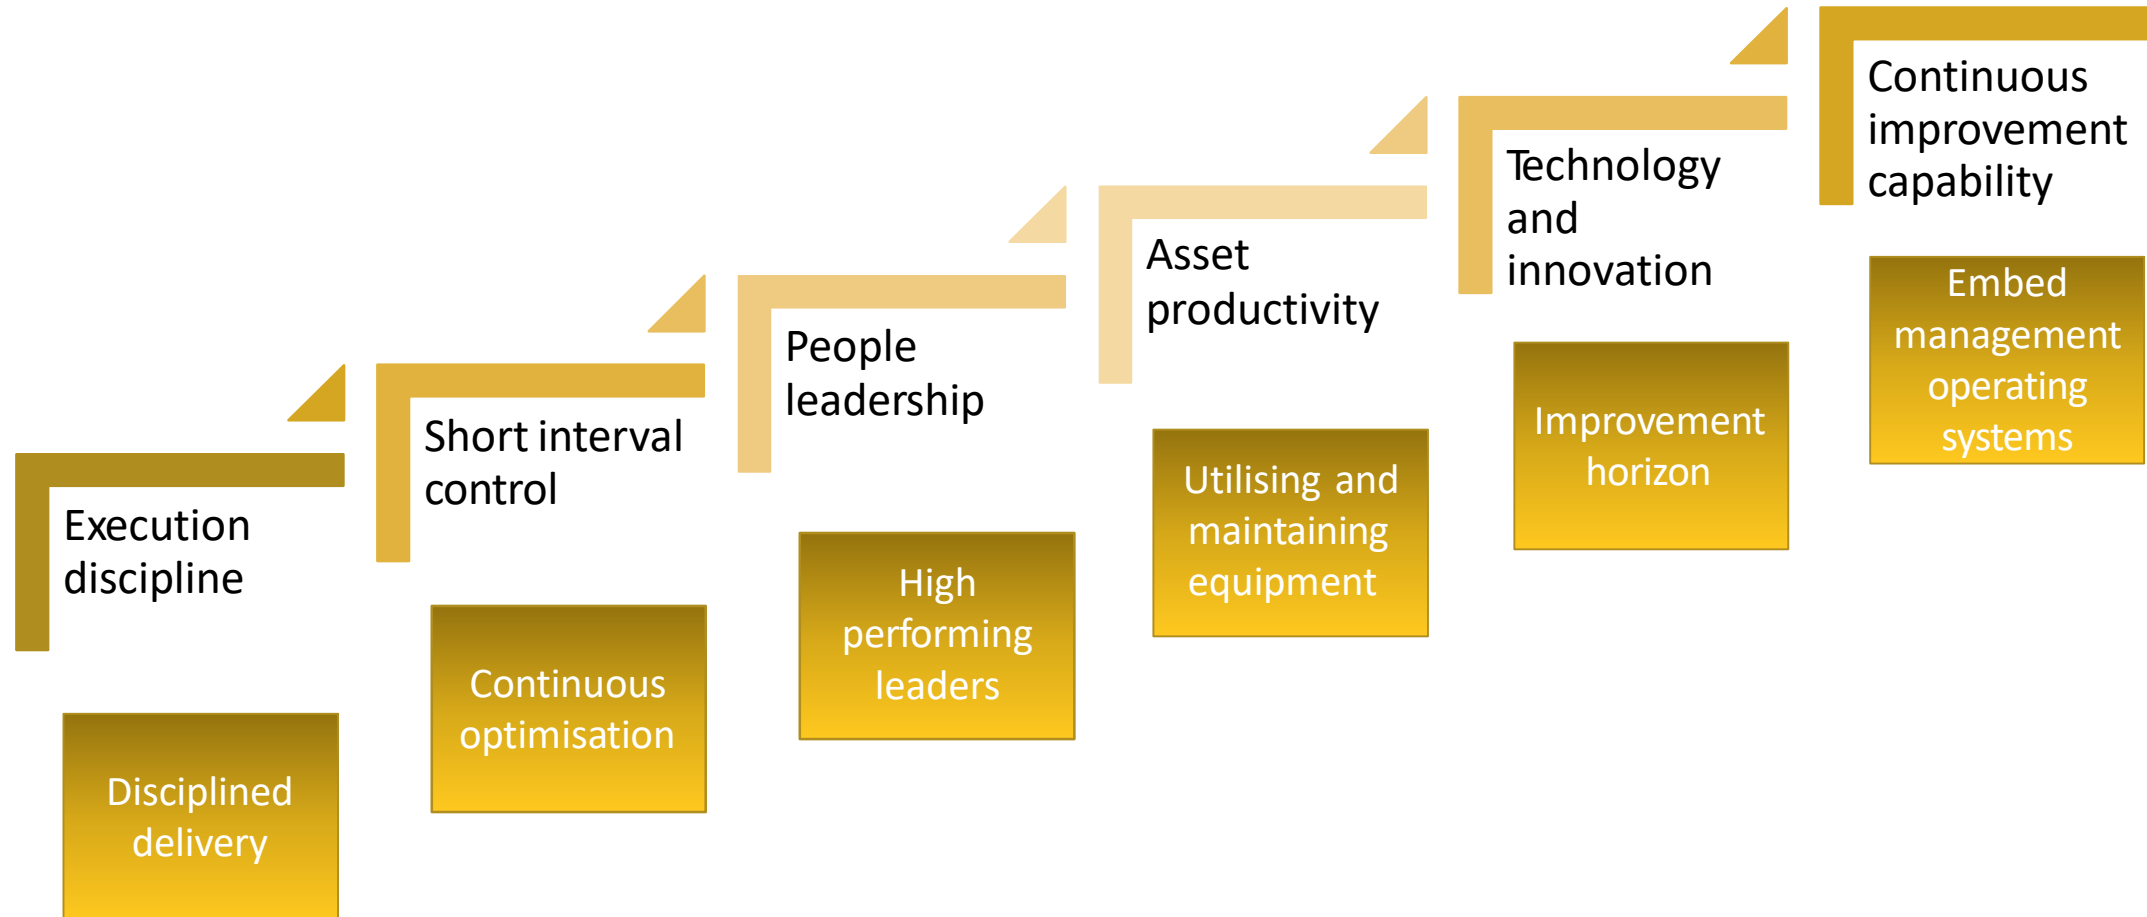 Execution
discipline
Disciplined
delivery
Short interval
control
Continuous
optimisation
People
leadership
High
performing
leaders
Asset
productivity
Utilising and
maintaining
equipment
Technology
and
innovation
Improvement
horizon
Continuous
improvement
capability
Embed
management
operating
systems